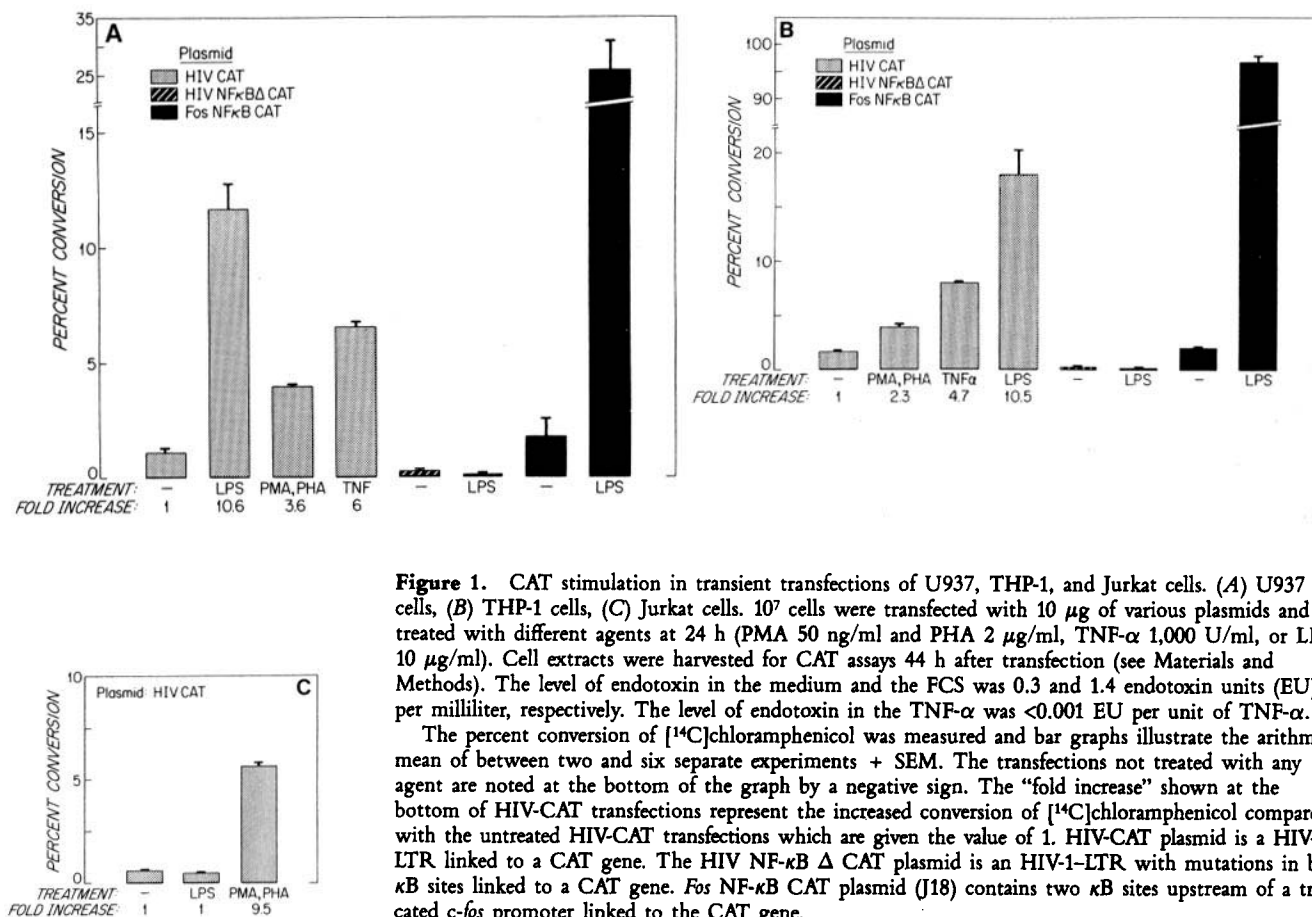 A
Plasmid
HIV CAT
HIV NFκBΔ CAT
Fos NFκB CAT
PERCENT CONVERSION
35
25
15
10
5
0
TREATMENT: – LPS PMA, PHA TNF – LPS – LPS
FOLD INCREASE: 1 10.6 3.6 6
B
Plasmid
HIV CAT
HIV NFκBΔ CAT
Fos NFκB CAT
PERCENT CONVERSION
100
90
20
10
0
TREATMENT: – PMA, PHA TNFα LPS – LPS – LPS
FOLD INCREASE: 1 2.3 4.7 10.5
Plasmid: HIV CAT C
PERCENT CONVERSION
10
5
0
TREATMENT: – LPS PMA, PHA
FOLD INCREASE: 1 1 9.5
Figure 1. CAT stimulation in transient transfections of U937, THP-1, and Jurkat cells. (A) U937
cells, (B) THP-1 cells, (C) Jurkat cells. 10⁷ cells were transfected with 10 μg of various plasmids and
treated with different agents at 24 h (PMA 50 ng/ml and PHA 2 μg/ml, TNF-α 1,000 U/ml, or
10 μg/ml). Cell extracts were harvested for CAT assays 44 h after transfection (see Materials and
Methods). The level of endotoxin in the medium and the FCS was 0.3 and 1.4 endotoxin units (EU)
per milliliter, respectively. The level of endotoxin in the TNF-α was <0.001 EU per unit of TNF-α.
The percent conversion of [¹⁴C]chloramphenicol was measured and bar graphs illustrate the arithm
mean of between two and six separate experiments + SEM. The transfections not treated with any
agent are noted at the bottom of the graph by a negative sign. The “fold increase” shown at the
bottom of HIV-CAT transfections represent the increased conversion of [¹⁴C]chloramphenicol compare
with the untreated HIV-CAT transfections which are given the value of 1. HIV-CAT plasmid is a HIV-
LTR linked to a CAT gene. The HIV NF-κB Δ CAT plasmid is an HIV-1–LTR with mutations in b
κB sites linked to a CAT gene. Fos NF-κB CAT plasmid (J18) contains two κB sites upstream of a tr
cated c-fos promoter linked to the CAT gene.